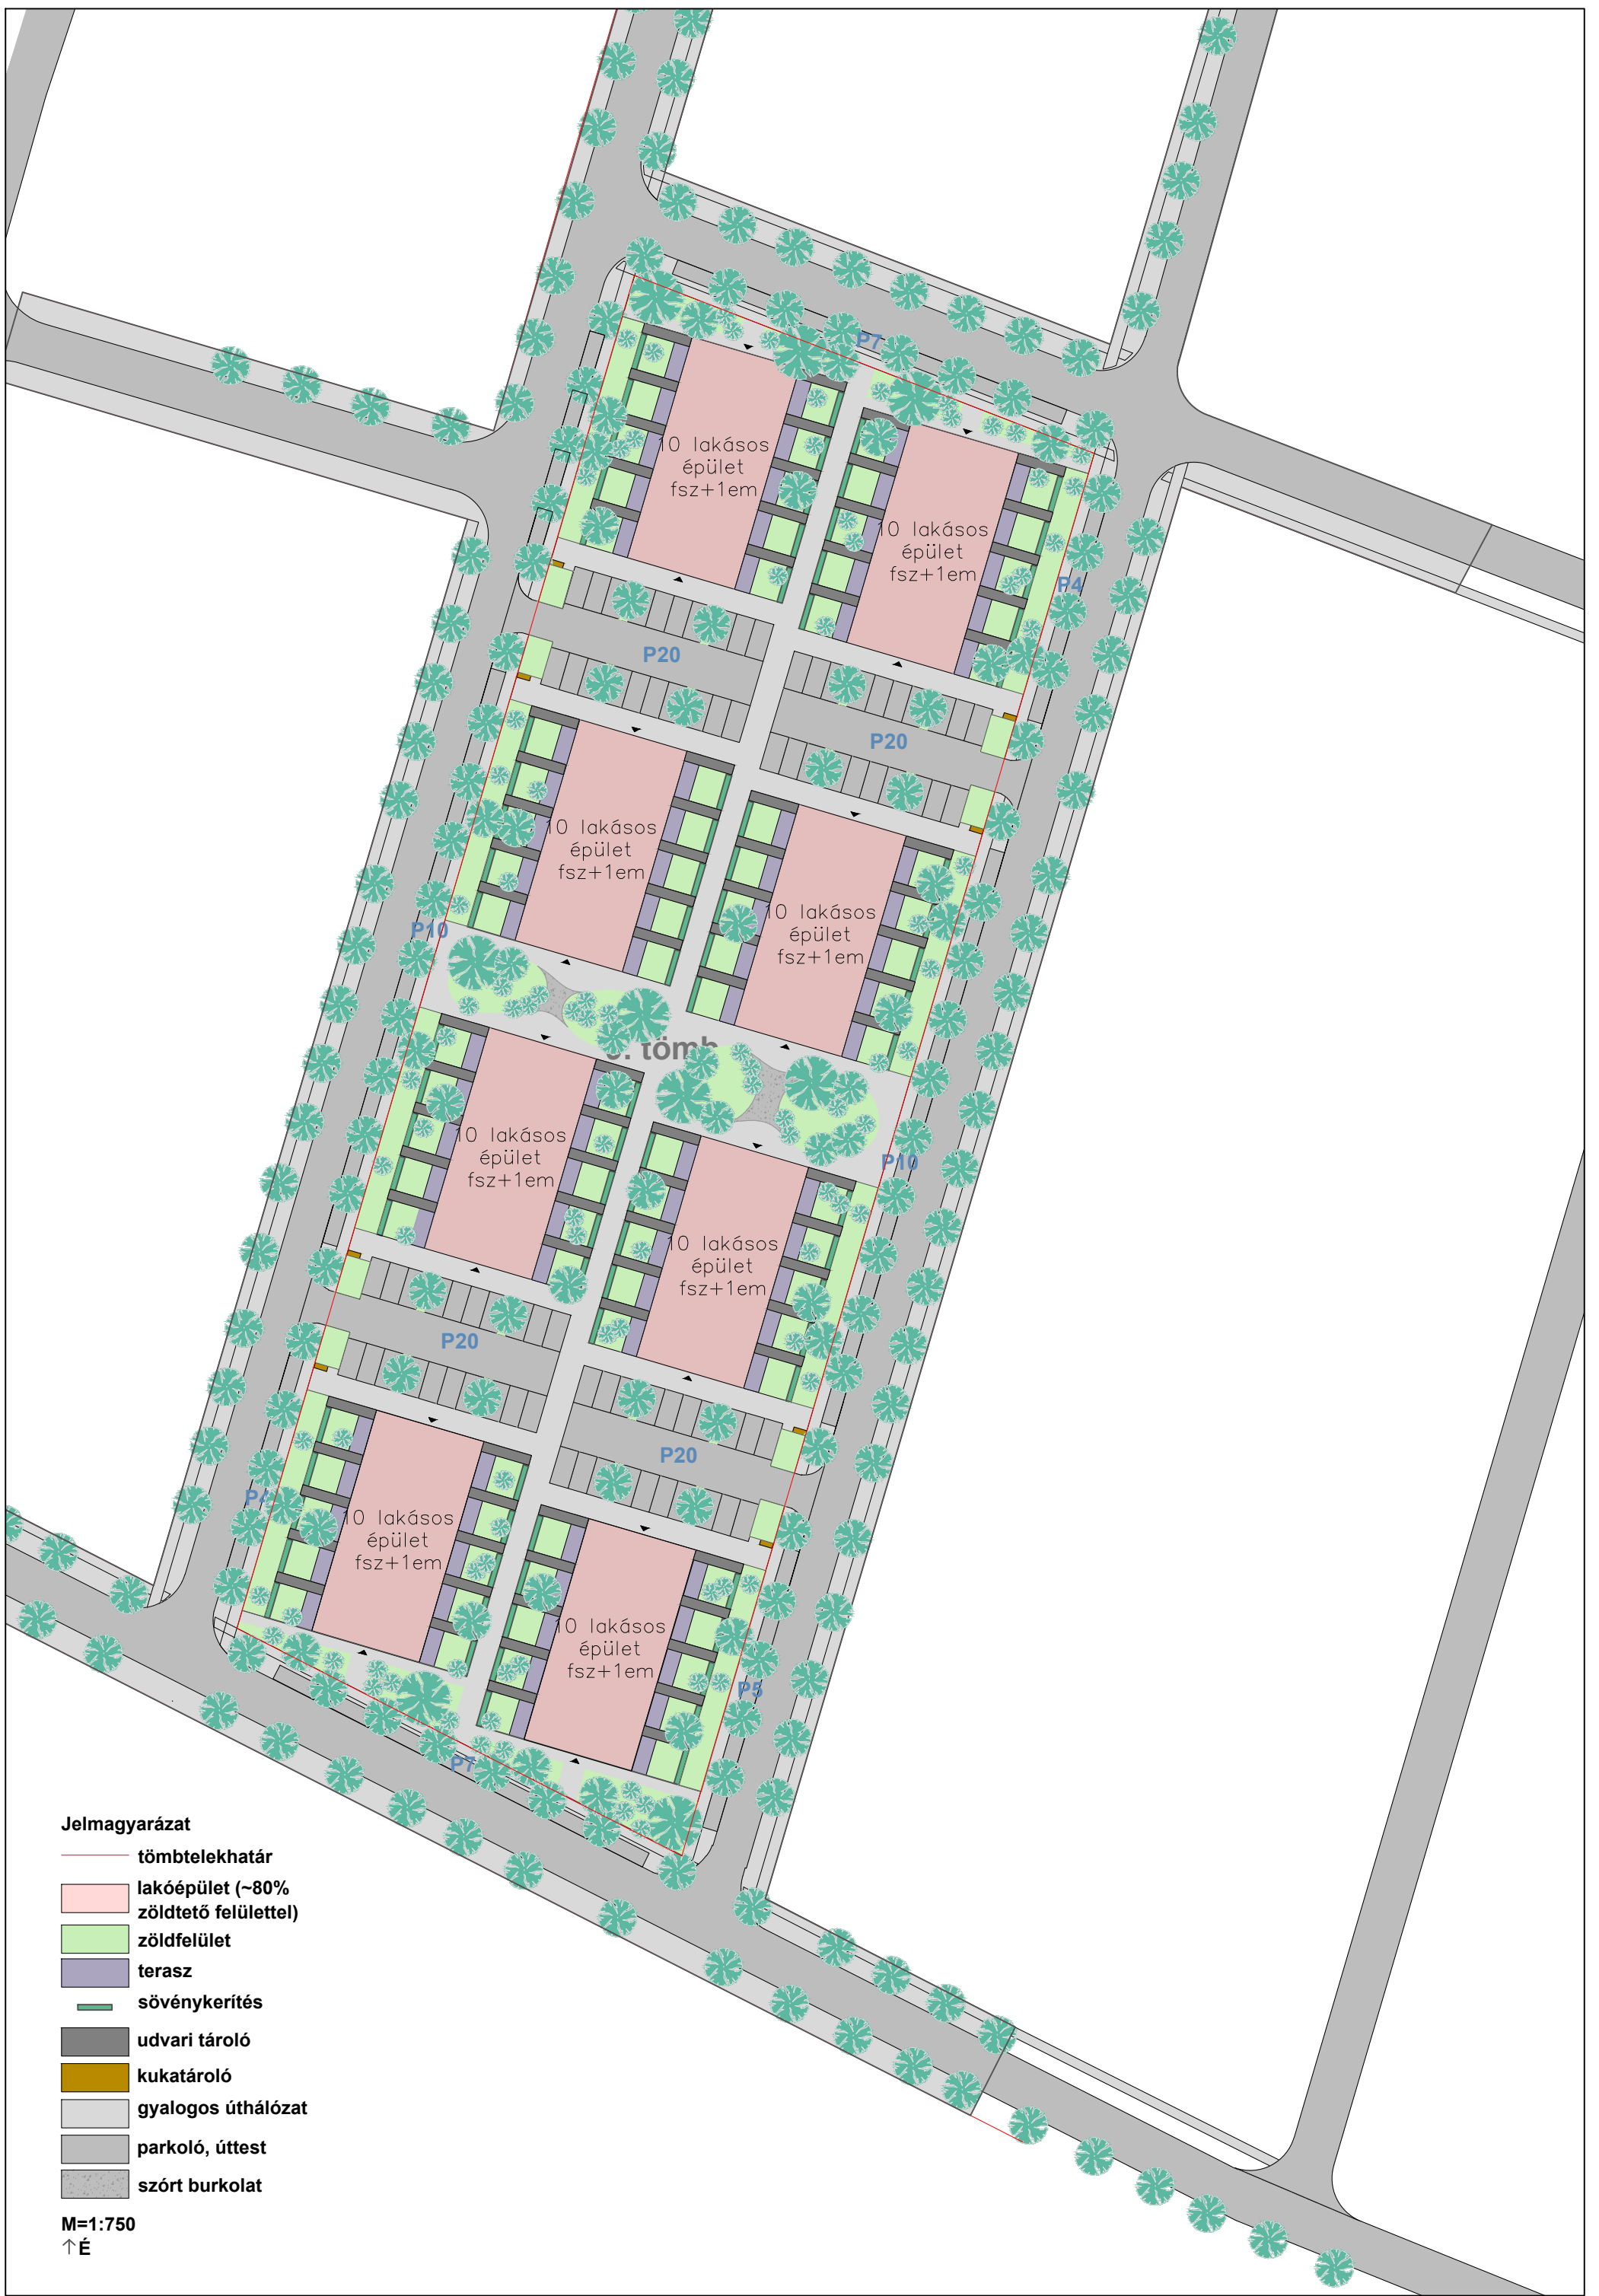 P7
10 lakásos
épület
fsz+1em
10 lakásos
épület
fsz+1em
P4
P20
P20
10 lakásos
épület
fsz+1em
10 lakásos
épület
fsz+1em
P10
tömb
10 lakásos
épület
fsz+1em
P10
10 lakásos
épület
fsz+1em
P20
P20
P4
10 lakásos
épület
fsz+1em
10 lakásos
épület
fsz+1em
P5
P7
Jelmagyarázat
tömbtelekhatár
lakóépület (~80%
zöldtető felülettel)
zöldfelület
terasz
sövénykerítés
udvari tároló
kukatároló
gyalogos úthálózat
parkoló, úttest
szórt burkolat
M=1:750
↑É